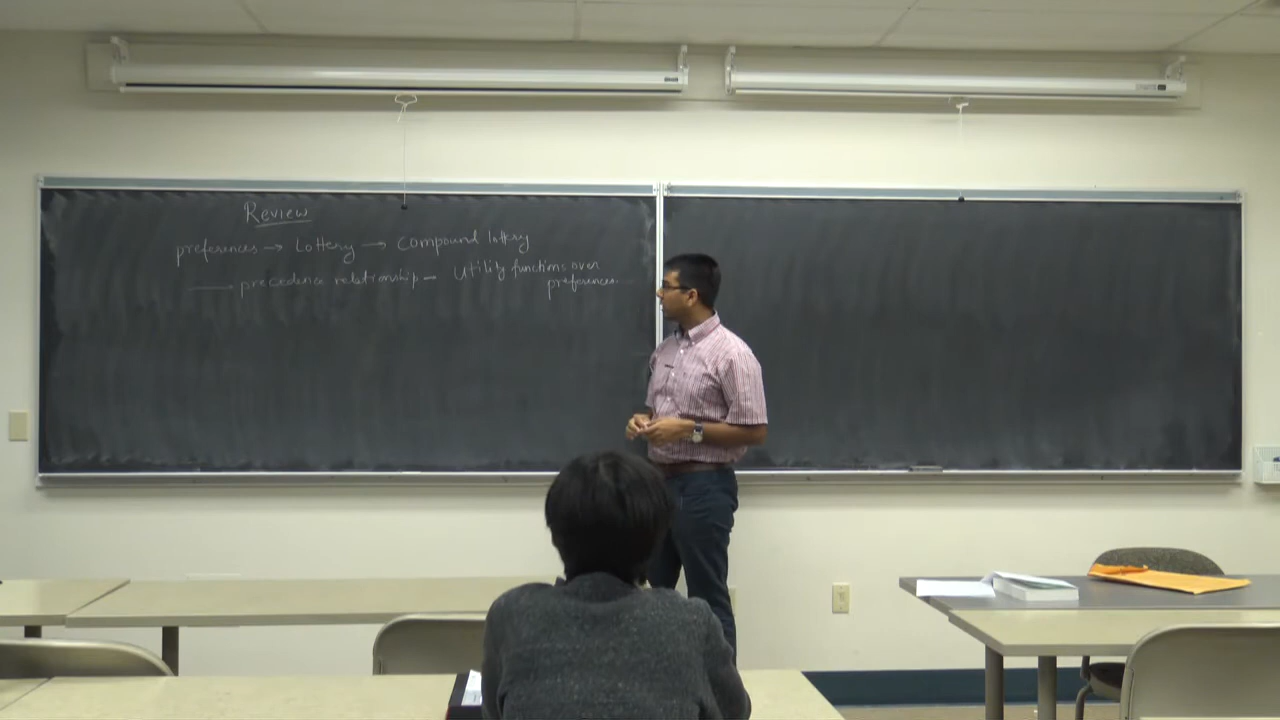 Review
preferences → Lottery → compound lottery
— precedence relationship — Utility functions over
preferences